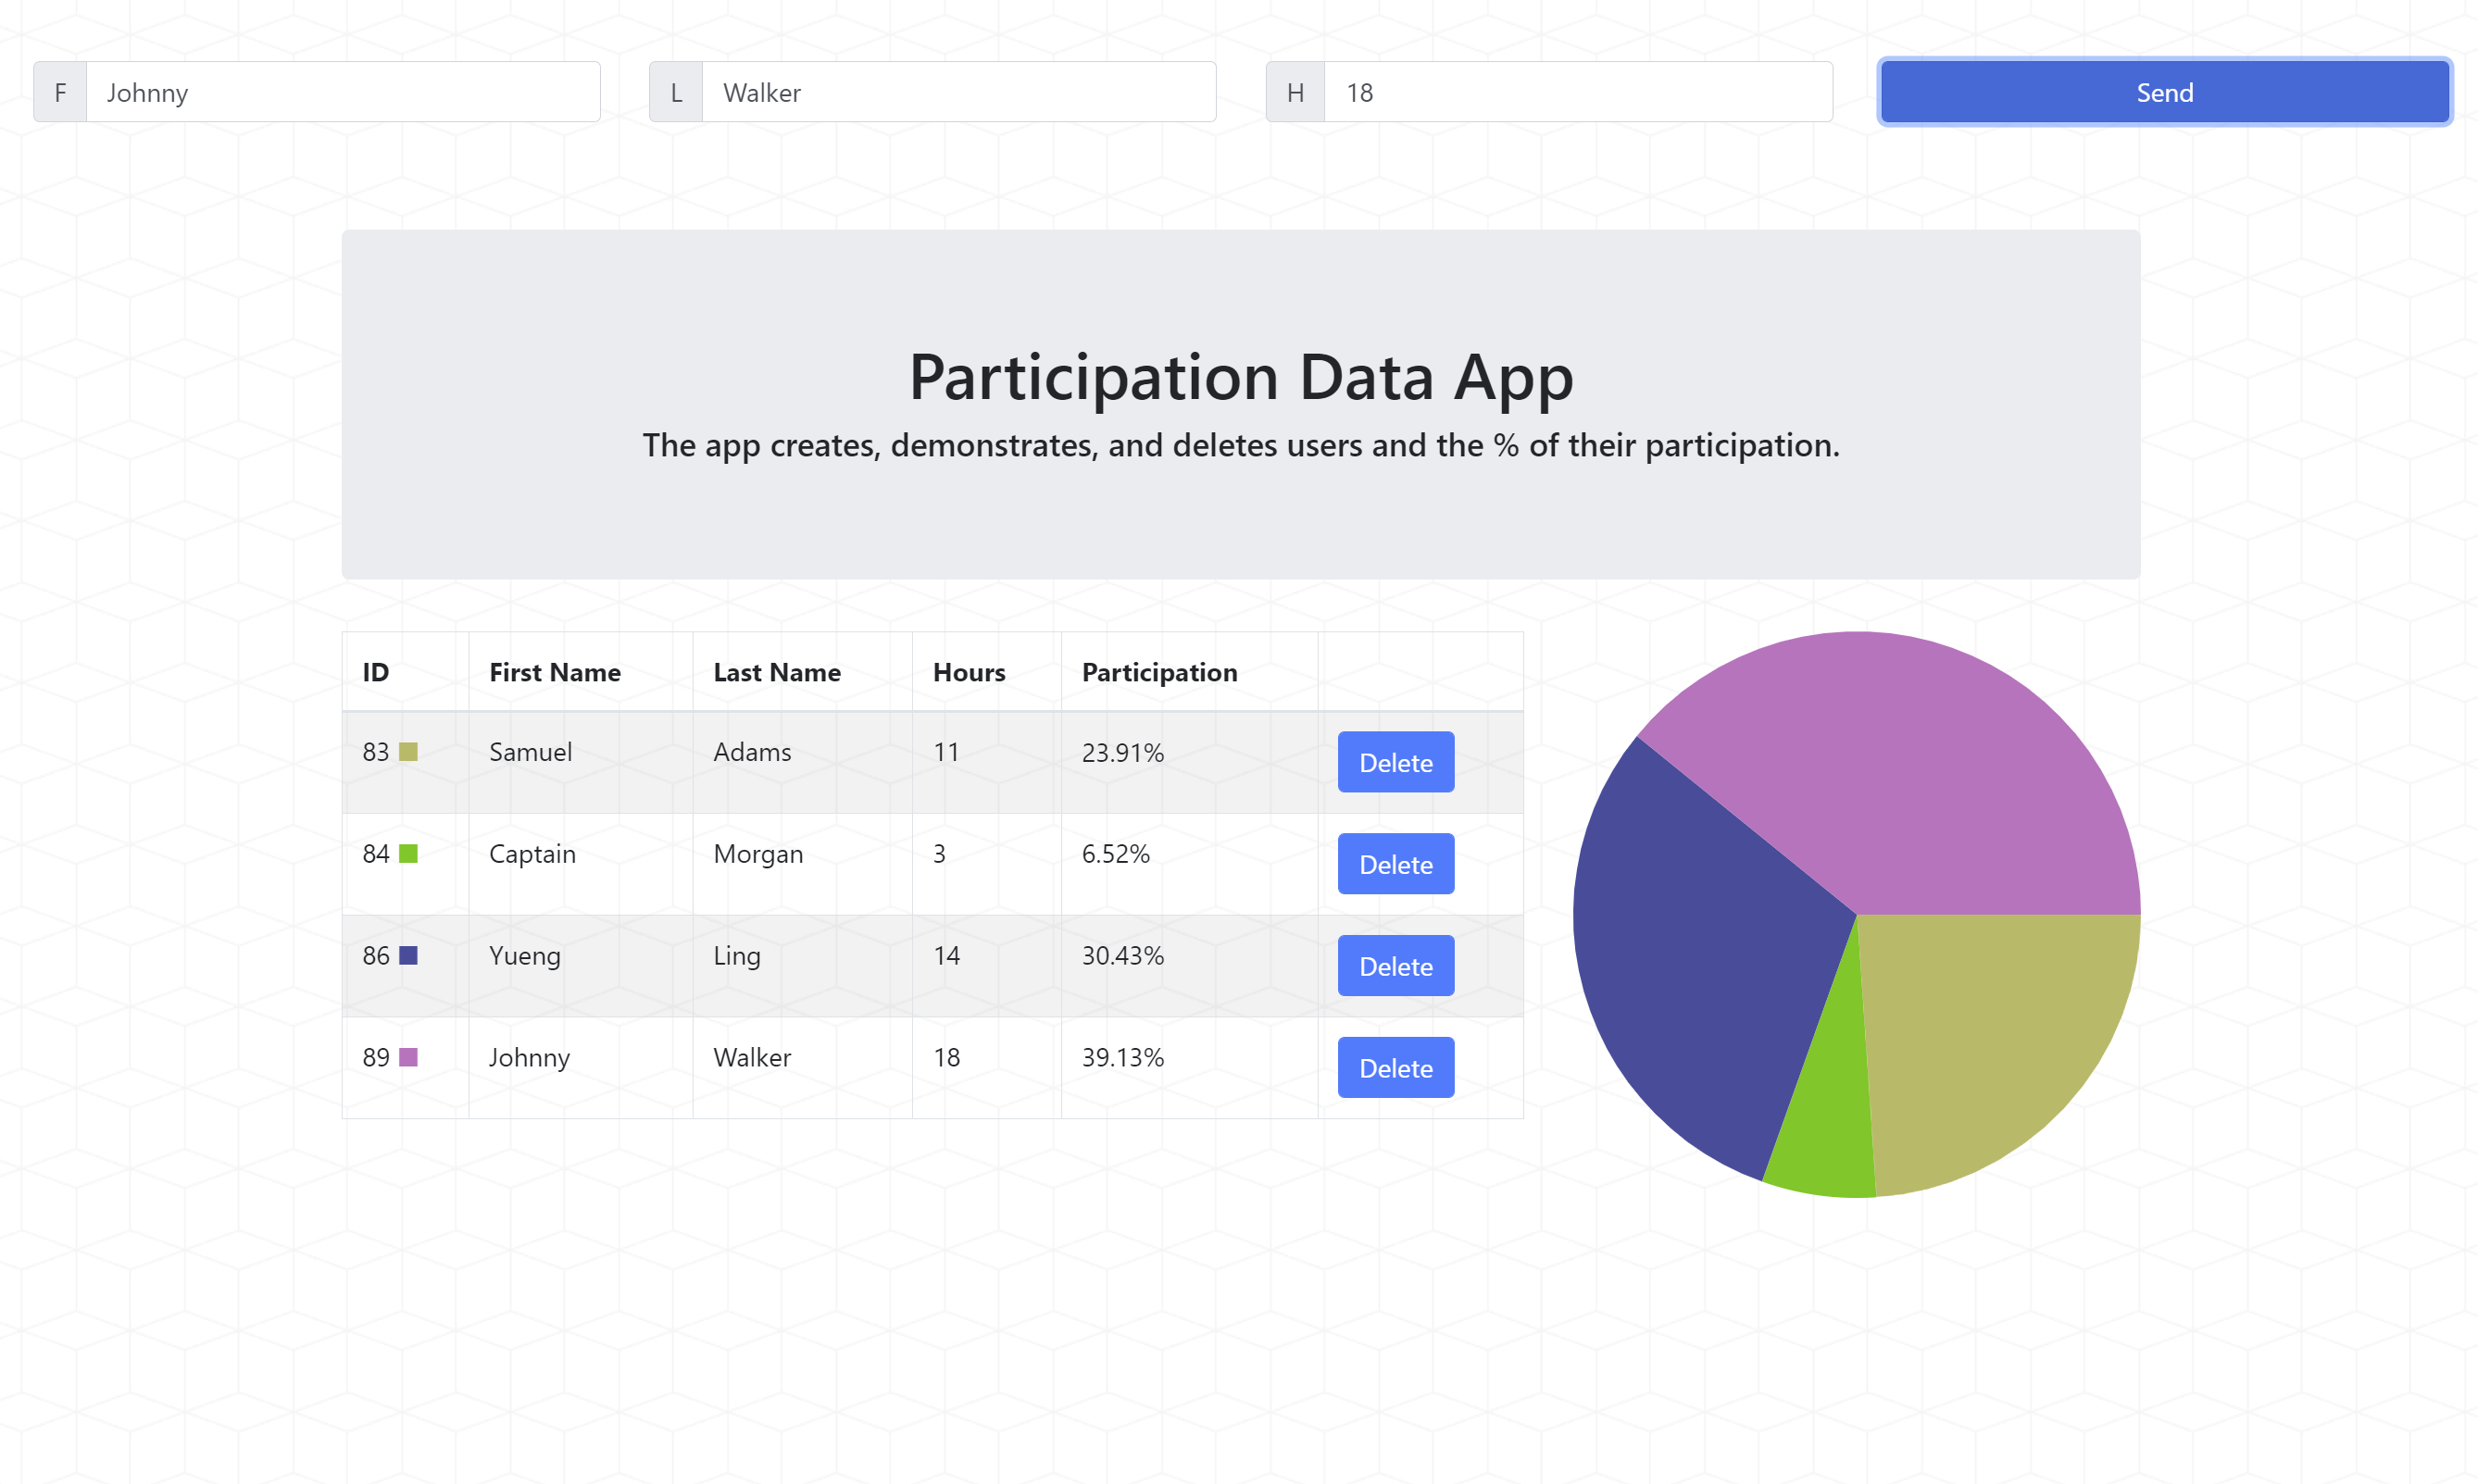 F Johnny L Walker H 18 Send
Participation Data App
The app creates, demonstrates, and deletes users and the % of their participation.
ID First Name Last Name Hours Participation
83 Samuel Adams 11 23.91% Delete
84 Captain Morgan 3 6.52% Delete
86 Yueng Ling 14 30.43% Delete
89 Johnny Walker 18 39.13% Delete